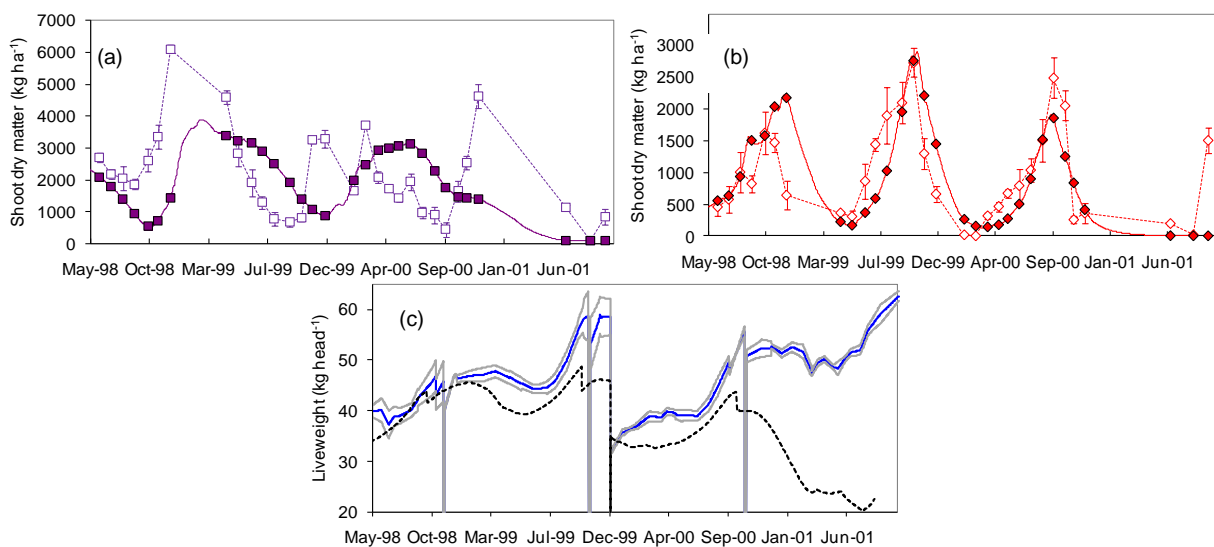 (a)
Shoot dry matter (kg ha⁻¹)
7000
6000
5000
4000
3000
2000
1000
0
May-98 Oct-98 Mar-99 Jul-99 Dec-99 Apr-00 Sep-00 Jan-01 Jun-01
(b)
Shoot dry matter (kg ha⁻¹)
3000
2500
2000
1500
1000
500
0
May-98 Oct-98 Mar-99 Jul-99 Dec-99 Apr-00 Sep-00 Jan-01 Jun-01
(c)
Liveweight (kg head⁻¹)
60
50
40
30
20
May-98 Oct-98 Mar-99 Jul-99 Dec-99 Apr-00 Sep-00 Jan-01 Jun-01